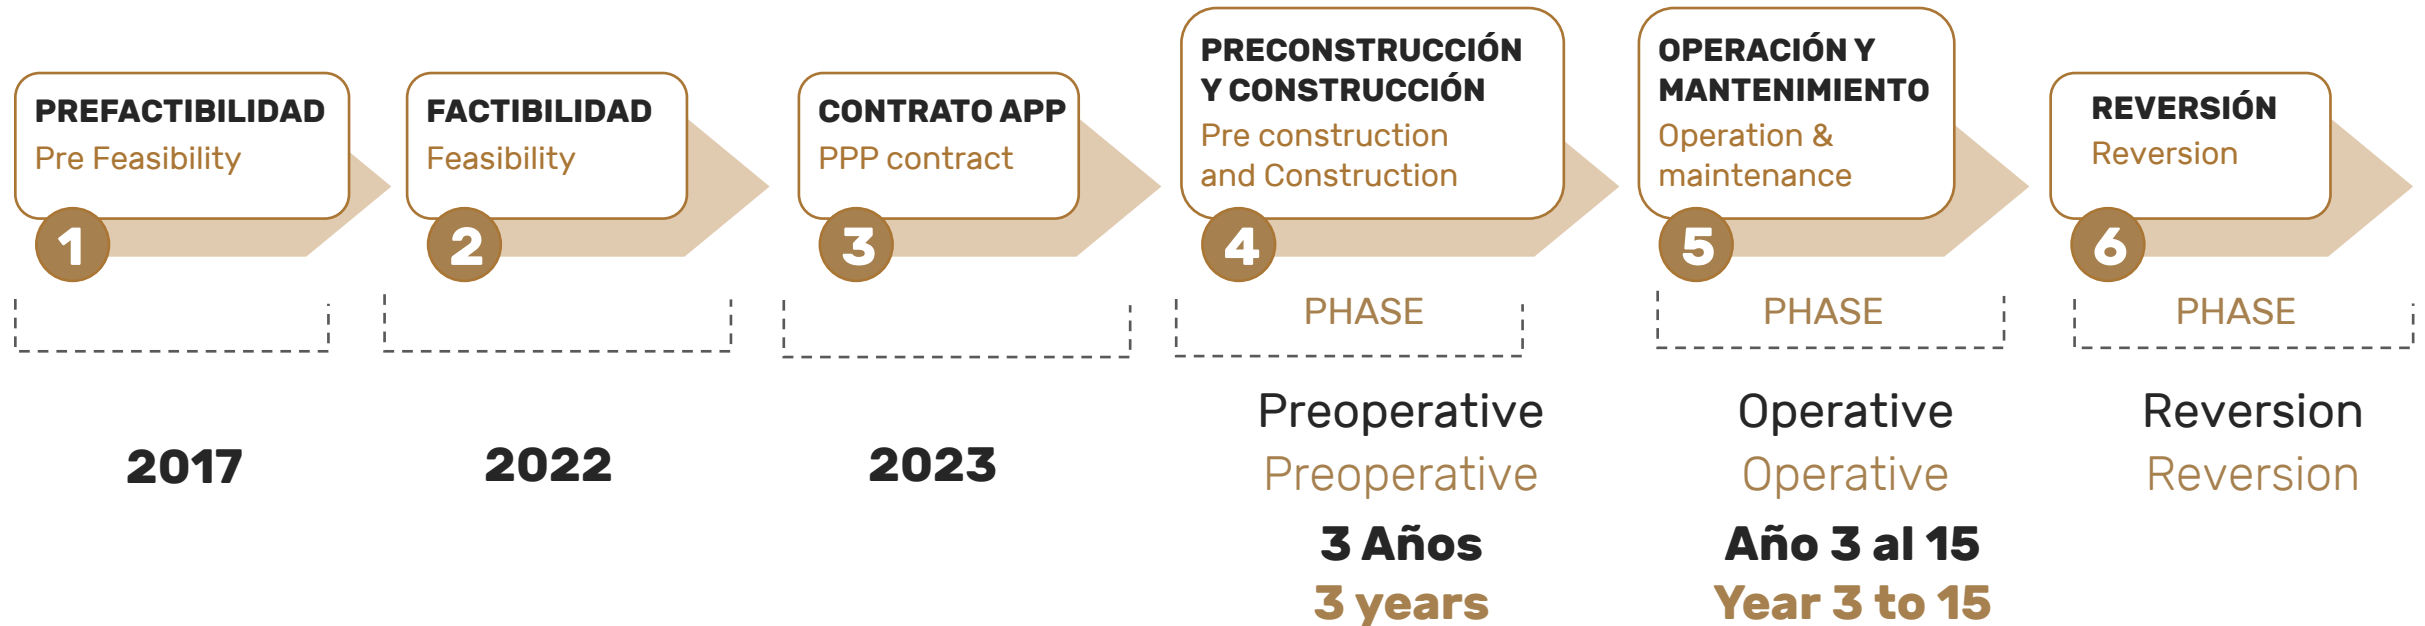 PREFACTIBILIDAD
Pre Feasibility
1
FACTIBILIDAD
Feasibility
2
CONTRATO APP
PPP contract
3
PRECONSTRUCCIÓN
Y CONSTRUCCIÓN
Pre construction
and Construction
4
OPERACIÓN Y
MANTENIMIENTO
Operation &
maintenance
5
REVERSIÓN
Reversion
6
PHASE
PHASE
PHASE
2017
2022
2023
Preoperative
Preoperative
3 Años
3 years
Operative
Operative
Año 3 al 15
Year 3 to 15
Reversion
Reversion